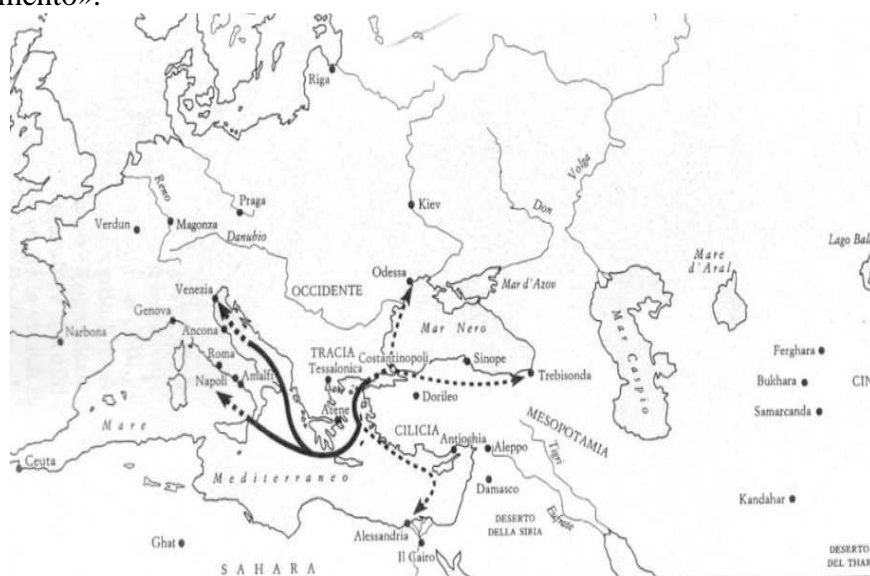 mento».
Riga
Reno
Praga
Kiev
Volga
Don
Verdun
Magonza
Danubio
Lago Bal
Mare
d'Aral
Odessa
Mar d'Azov
Venezia
OCCIDENTE
Genova
Ancona
Mar Nero
Mar Caspio
Narbona
Roma
TRACIA
Costantinopoli
Sinope
Ferghara
Tessalonica
Trebisonda
Napoli
Amalfi
Bukhara
CIN
Dorileo
Samarcanda
Atene
Mare
CILICIA
MESOPOTAMIA
Antiochia
Aleppo
Tigri
Ceuta
Mediterraneo
Damasco
Kandahar
Eufrate
DESERTO
DELLA SIRIA
Alessandria
Ghat
Il Cairo
DESERTO
DEL THAR
SAHARA